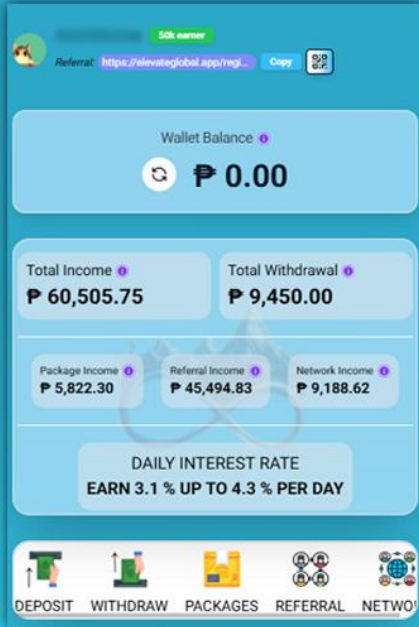 50k earner
Referral: https://elevateglobal.app/regi... Copy
Wallet Balance
₱ 0.00
Total Income Total Withdrawal
₱ 60,505.75 ₱ 9,450.00
Package Income Referral Income Network Income
₱ 5,822.30 ₱ 45,494.83 ₱ 9,188.62
DAILY INTEREST RATE
EARN 3.1 % UP TO 4.3 % PER DAY
DEPOSIT WITHDRAW PACKAGES REFERRAL NETWO